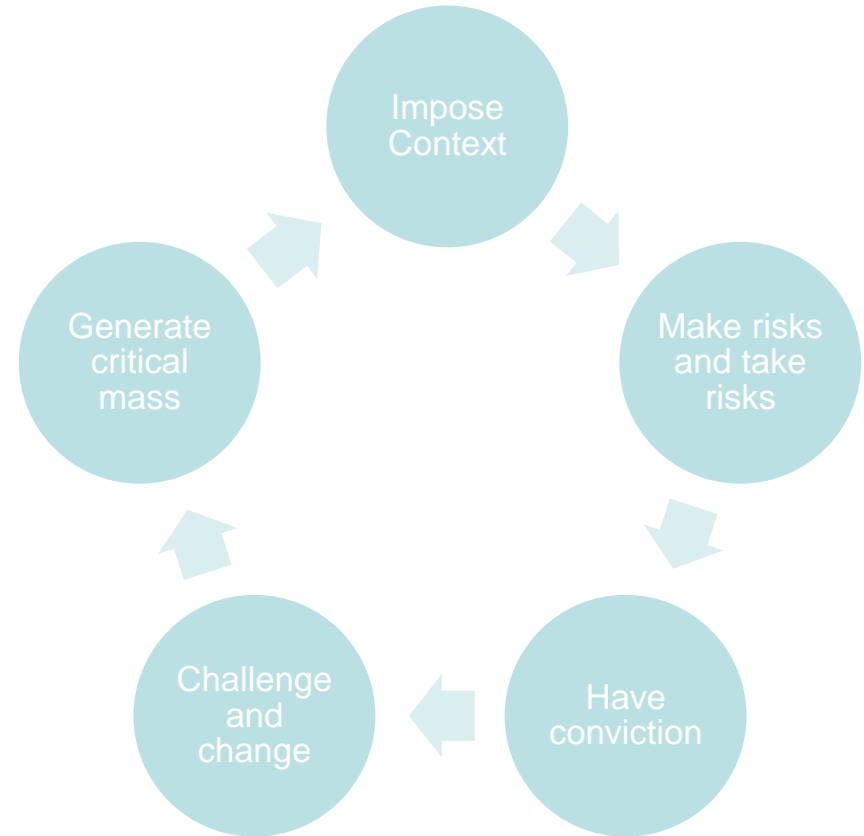 Impose
Context
Make risks
and take
risks
Have
conviction
Challenge
and
change
Generate
critical
mass